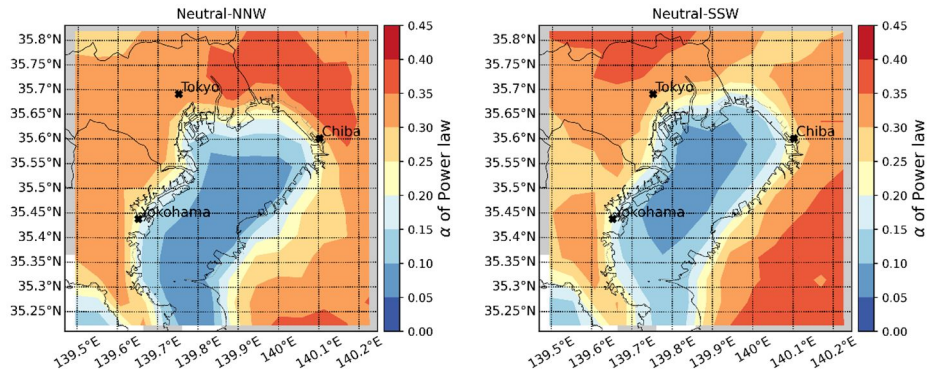 Neutral-NNW
35.8°N
35.75°N
35.7°N
35.65°N
35.6°N
35.55°N
35.5°N
35.45°N
35.4°N
35.35°N
35.3°N
35.25°N
Tokyo
Chiba
Yokohama
139.5°E
139.6°E
139.7°E
139.8°E
139.9°E
140°E
140.1°E
140.2°E
0.45
0.40
0.35
0.30
0.25
0.20
0.15
0.10
0.05
0.00
α of Power law
Neutral-SSW
35.8°N
35.75°N
35.7°N
35.65°N
35.6°N
35.55°N
35.5°N
35.45°N
35.4°N
35.35°N
35.3°N
35.25°N
Tokyo
Chiba
Yokohama
139.5°E
139.6°E
139.7°E
139.8°E
139.9°E
140°E
140.1°E
140.2°E
0.45
0.40
0.35
0.30
0.25
0.20
0.15
0.10
0.05
0.00
α of Power law